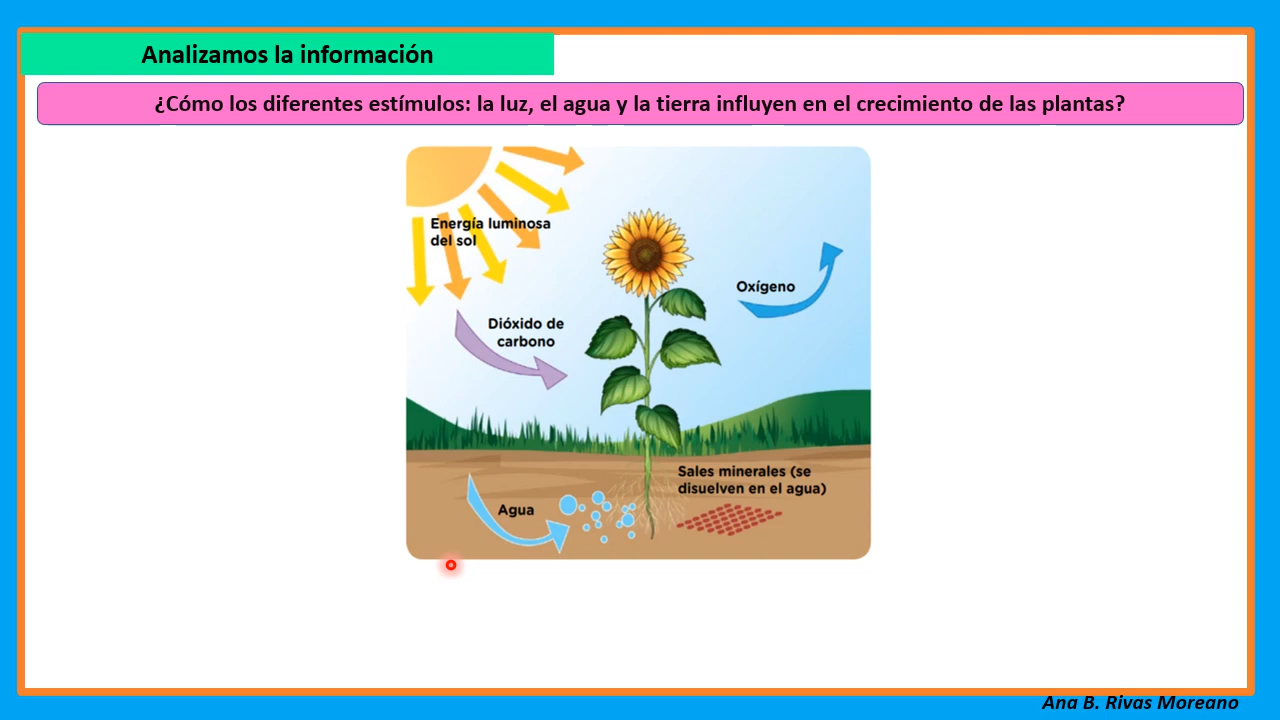 Analizamos la información
¿Cómo los diferentes estímulos: la luz, el agua y la tierra influyen en el crecimiento de las plantas?
Energía luminosa
del sol
Oxígeno
Dióxido de
carbono
Sales minerales (se
disuelven en el agua)
Agua
Ana B. Rivas Moreano